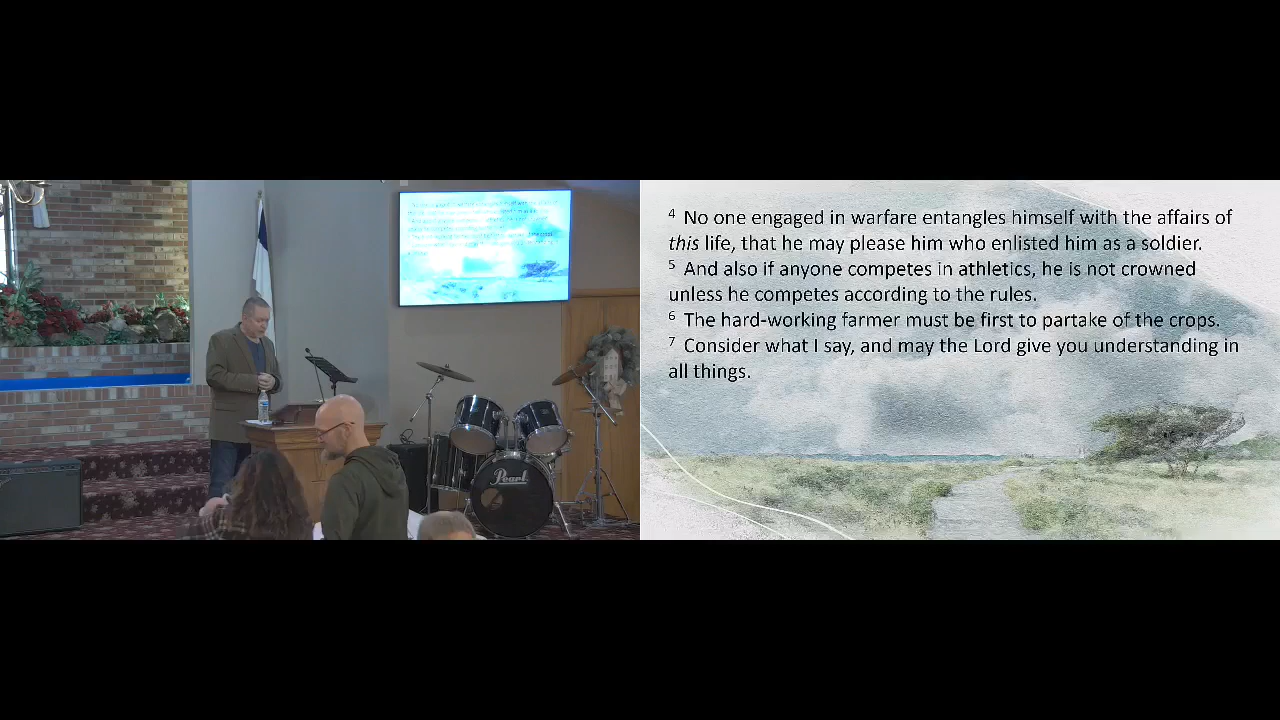 4 No one engaged in warfare entangles himself with the affairs of
this life, that he may please him who enlisted him as a soldier.
5 And also if anyone competes in athletics, he is not crowned
unless he competes according to the rules.
6 The hard-working farmer must be first to partake of the crops.
7 Consider what I say, and may the Lord give you understanding in
all things.
Pearl